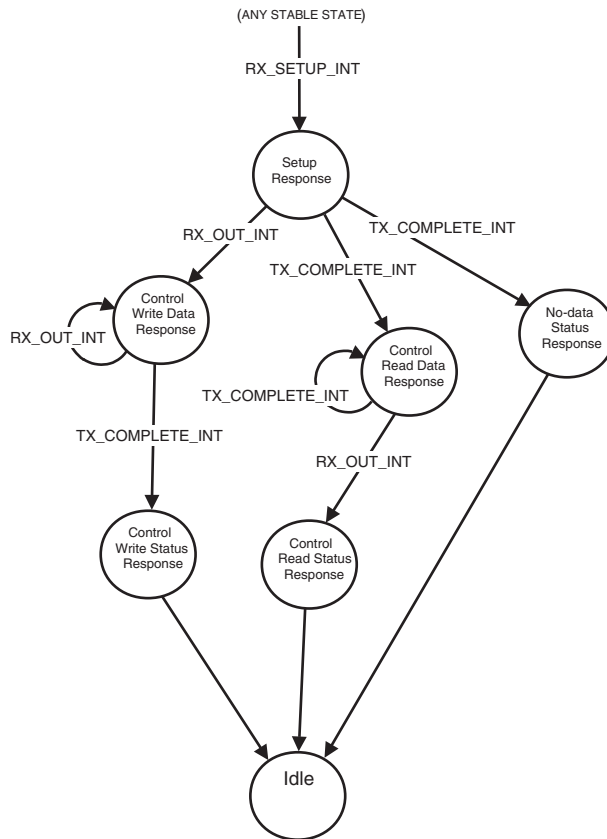 (ANY STABLE STATE)
RX_SETUP_INT
Setup
Response
RX_OUT_INT
TX_COMPLETE_INT
TX_COMPLETE_INT
Control
Write Data
Response
RX_OUT_INT
No-data
Status
Response
Control
Read Data
Response
TX_COMPLETE_INT
TX_COMPLETE_INT
RX_OUT_INT
Control
Write Status
Response
Control
Read Status
Response
Idle